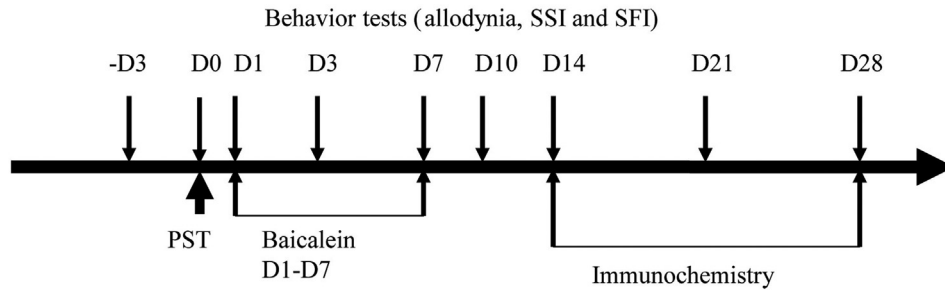 Behavior tests (allodynia, SSI and SFI)
-D3 D0 D1 D3 D7 D10 D14 D21 D28
PST Baicalein
D1-D7
Immunochemistry